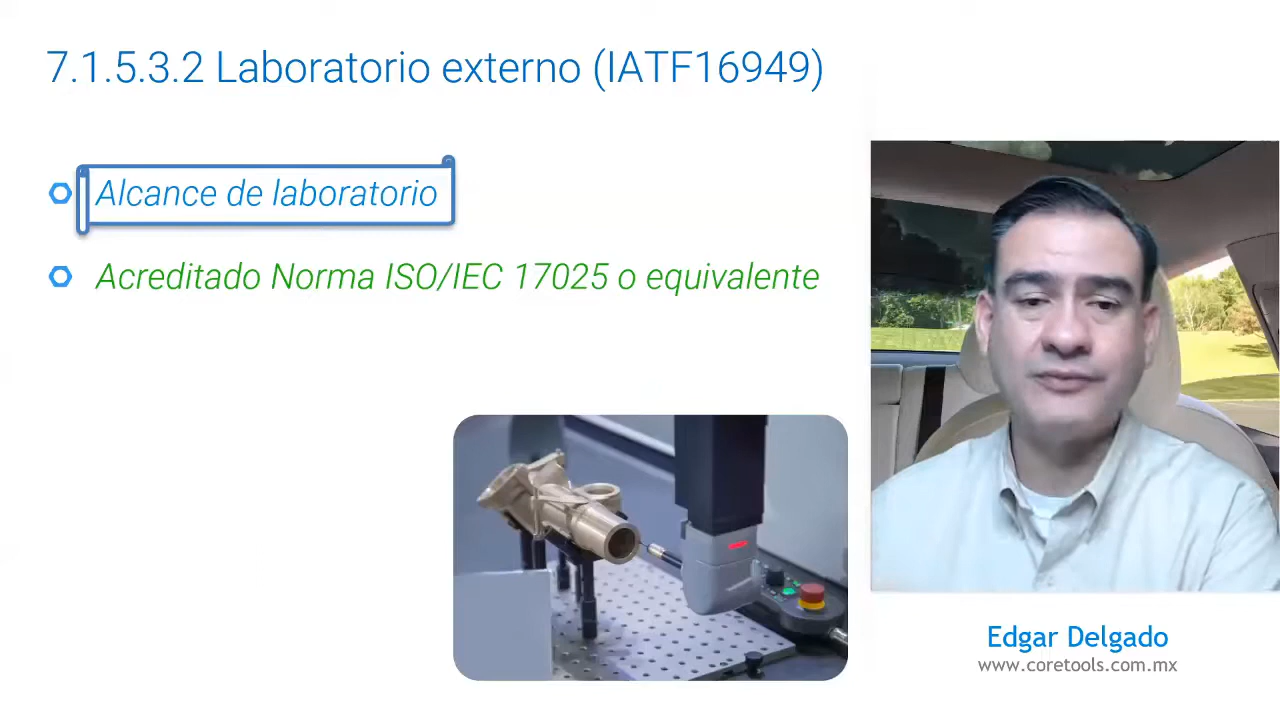 7.1.5.3.2 Laboratorio externo (IATF16949)
Alcance de laboratorio
Acreditado Norma ISO/IEC 17025 o equivalente
Edgar Delgado
www.coretools.com.mx